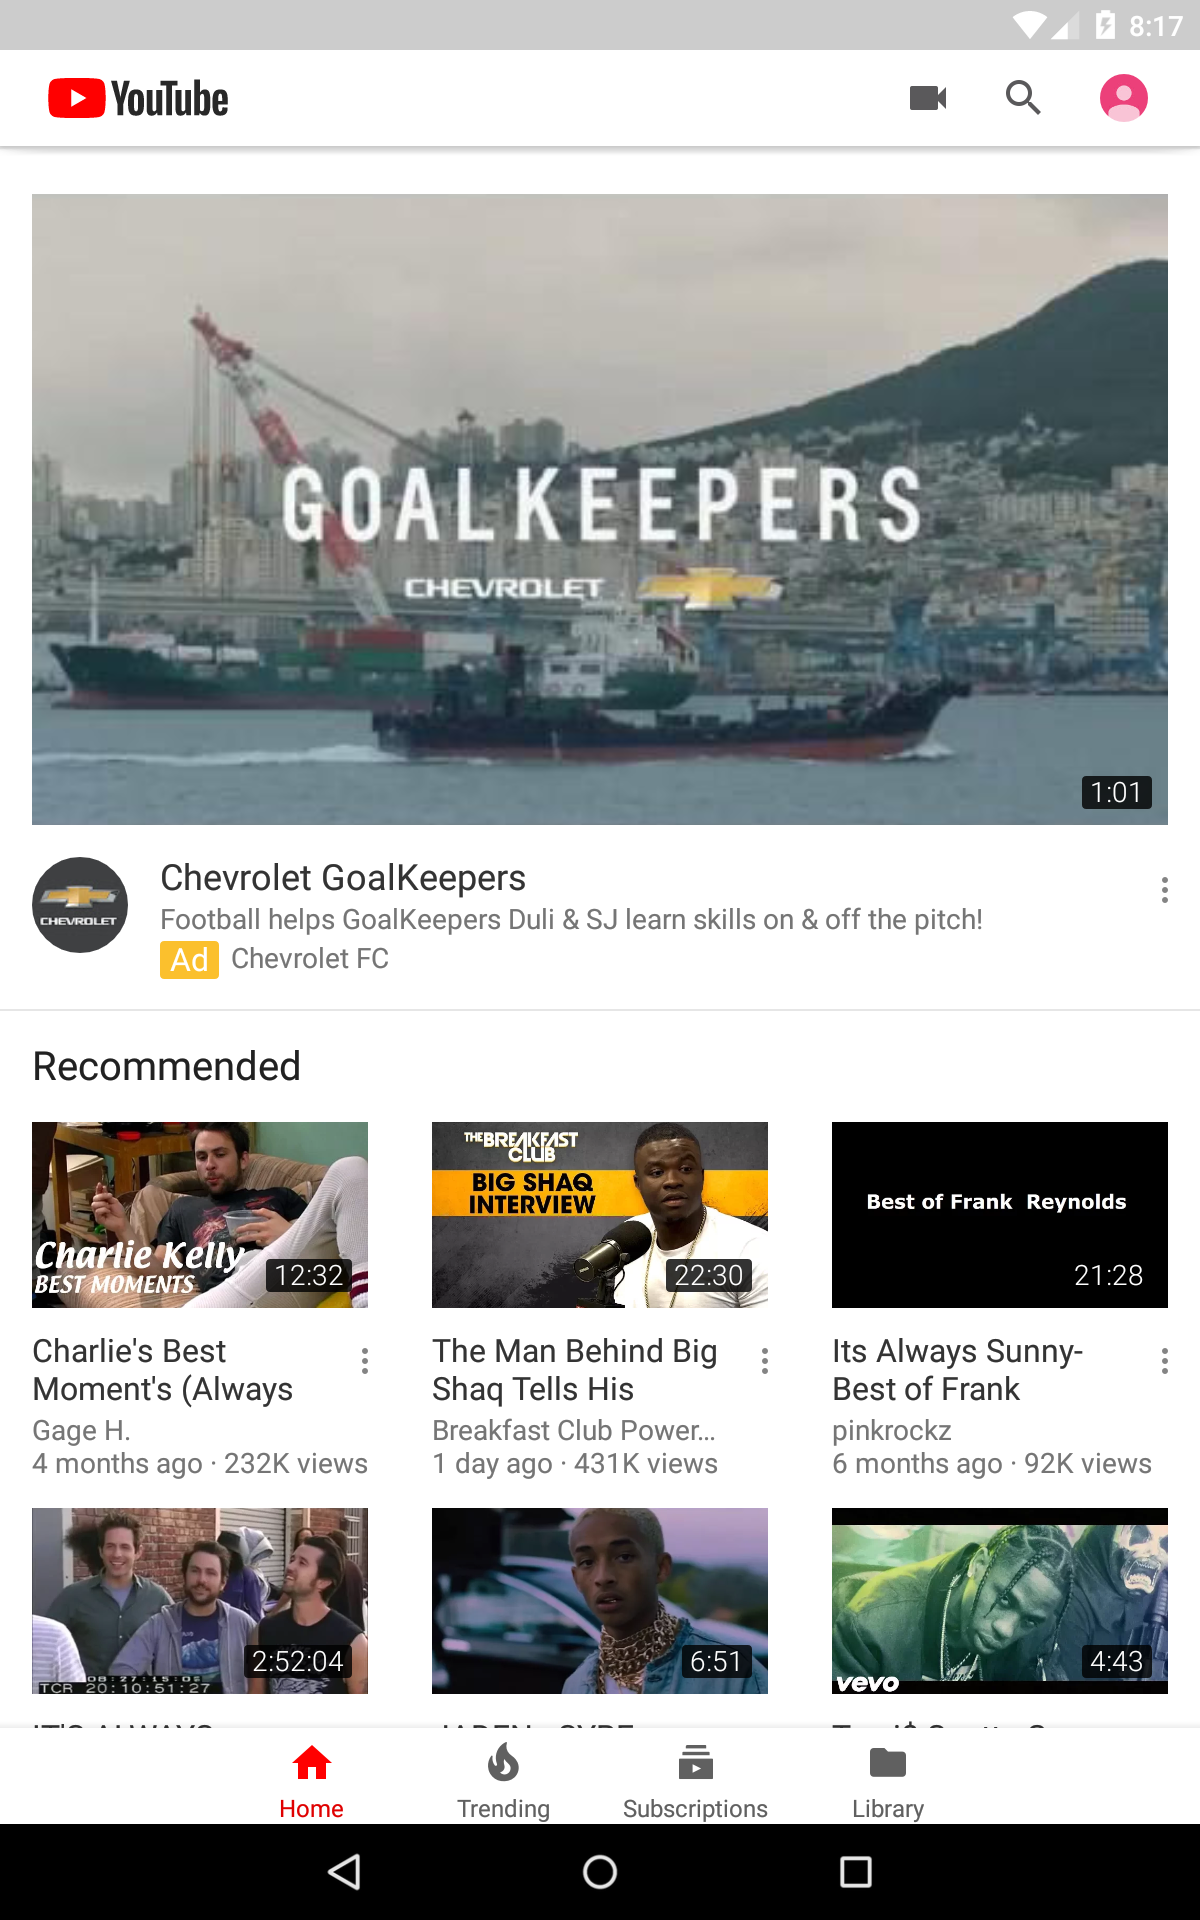 8:17
YouTube
GOALKEEPERS
CHEVROLET
1:01
CHEVROLET
Chevrolet GoalKeepers
Football helps GoalKeepers Duli & SJ learn skills on & off the pitch!
Ad Chevrolet FC
Recommended
Charlie Kelly
BEST MOMENTS
12:32
THE BREAKFAST
CLUB
BIG SHAQ
INTERVIEW
22:30
Best of Frank Reynolds
21:28
Charlie's Best
Moment's (Always
Gage H.
4 months ago · 232K views
The Man Behind Big
Shaq Tells His
Breakfast Club Power...
1 day ago · 431K views
Its Always Sunny-
Best of Frank
pinkrockz
6 months ago · 92K views
TCR 20:10:51:27
2:52:04
6:51
vevo
4:43
IT'S ALWAYS
Home
Trending
Subscriptions
Library